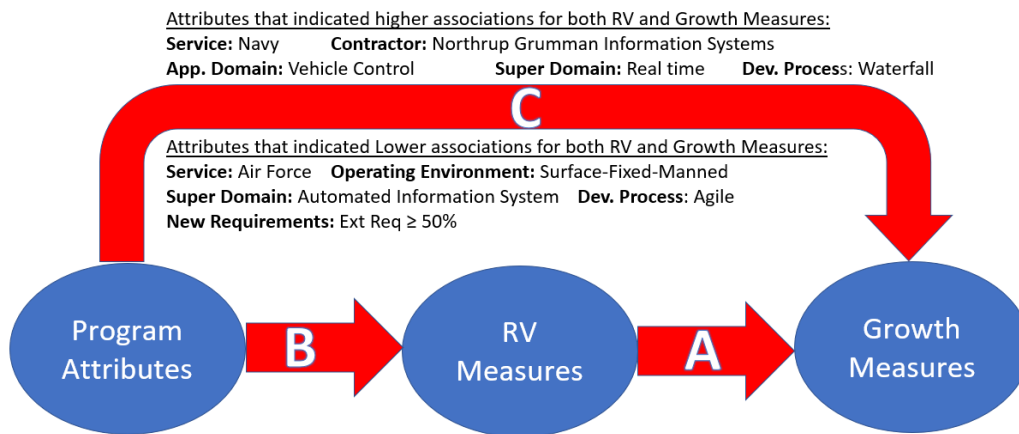 Attributes that indicated higher associations for both RV and Growth Measures:
Service: Navy Contractor: Northrup Grumman Information Systems
App. Domain: Vehicle Control Super Domain: Real time Dev. Process: Waterfall
C
Attributes that indicated Lower associations for both RV and Growth Measures:
Service: Air Force Operating Environment: Surface-Fixed-Manned
Super Domain: Automated Information System Dev. Process: Agile
New Requirements: Ext Req ≥ 50%
Program
Attributes
B
RV
Measures
A
Growth
Measures